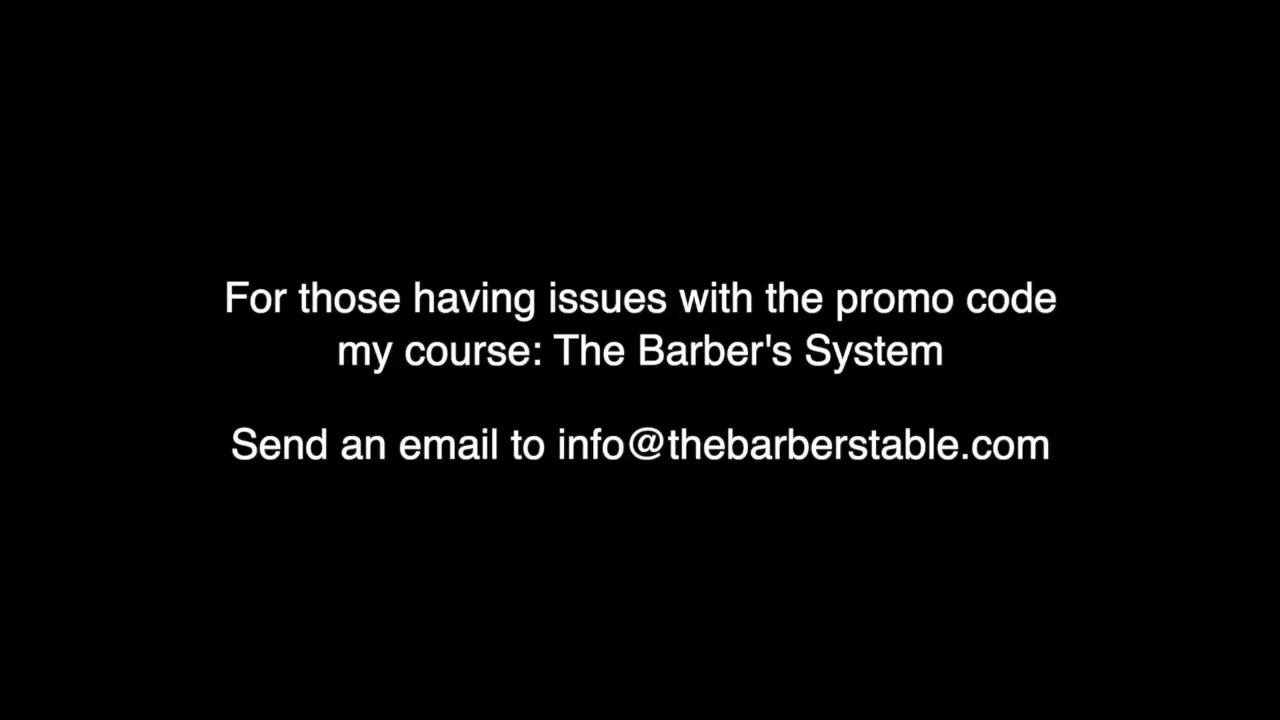 For those having issues with the promo code
my course: The Barber's System
Send an email to info@thebarberstable.com